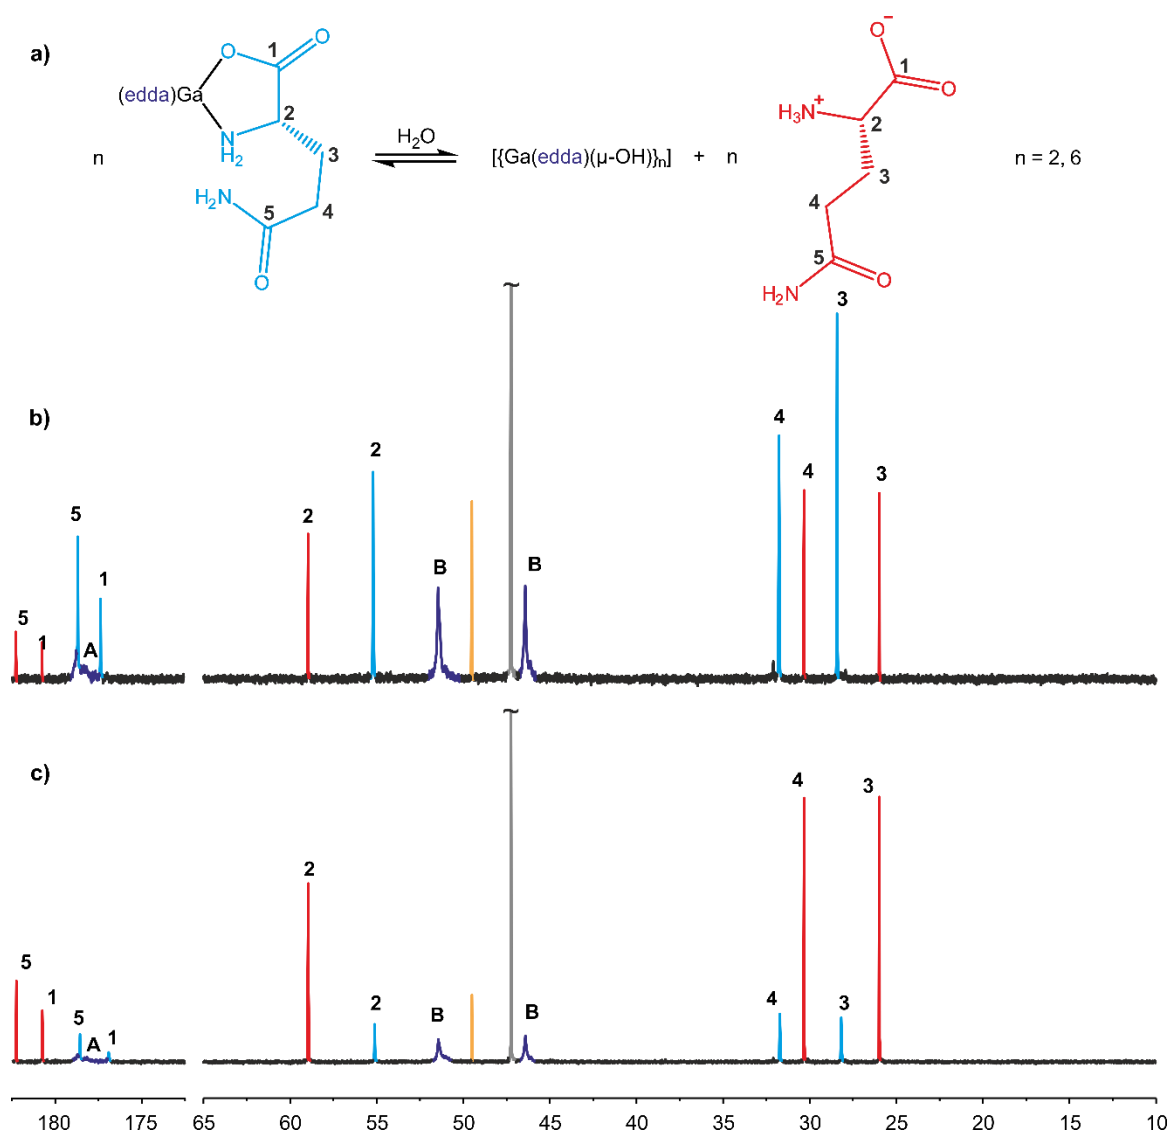 a)
1
O
O
(edda)Ga
2
N
H₂
3
n
H₂N
5
4
O
H₂O
[{Ga(edda)(μ-OH)}ₙ] + n
n = 2, 6
O⁻
1
O
H₃N⁺
2
3
4
5
O
H₂N
b)
5 1 5 A 1 2 2 B ~ B 4 4 3 3
c)
5 1 5 A 1 2 2 B ~ B 4 4 3 3
180 175 65 60 55 50 45 40 35 30 25 20 15 10